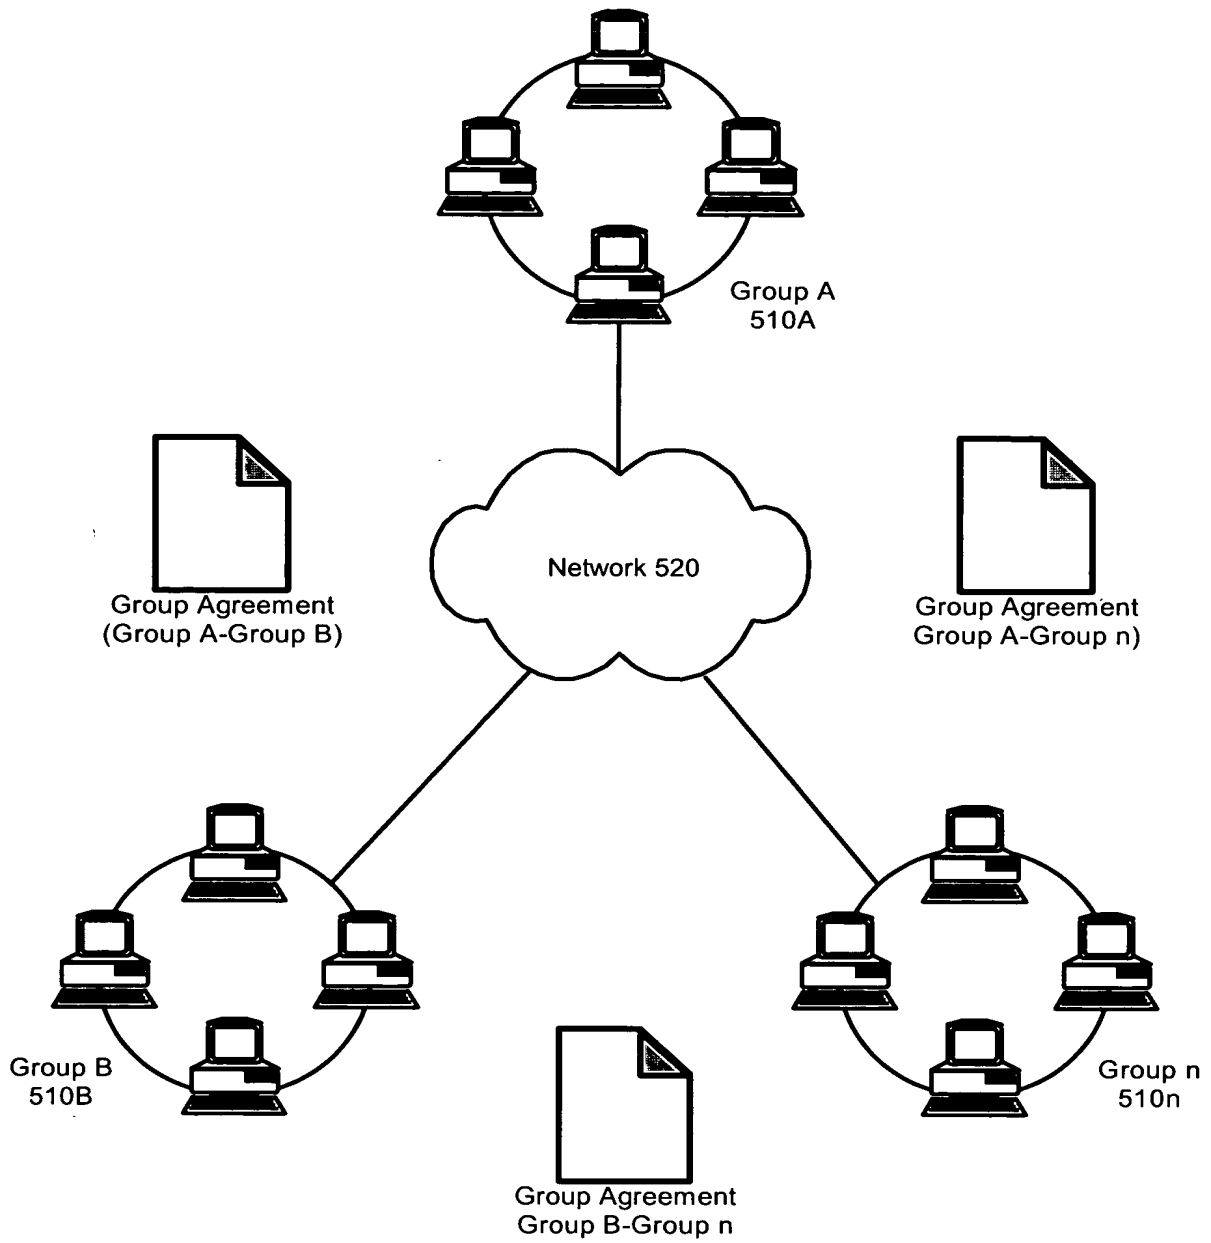 Group A
510A
Network 520
Group Agreement
(Group A-Group B)
Group Agreement
Group A-Group n)
Group B
510B
Group n
510n
Group Agreement
Group B-Group n